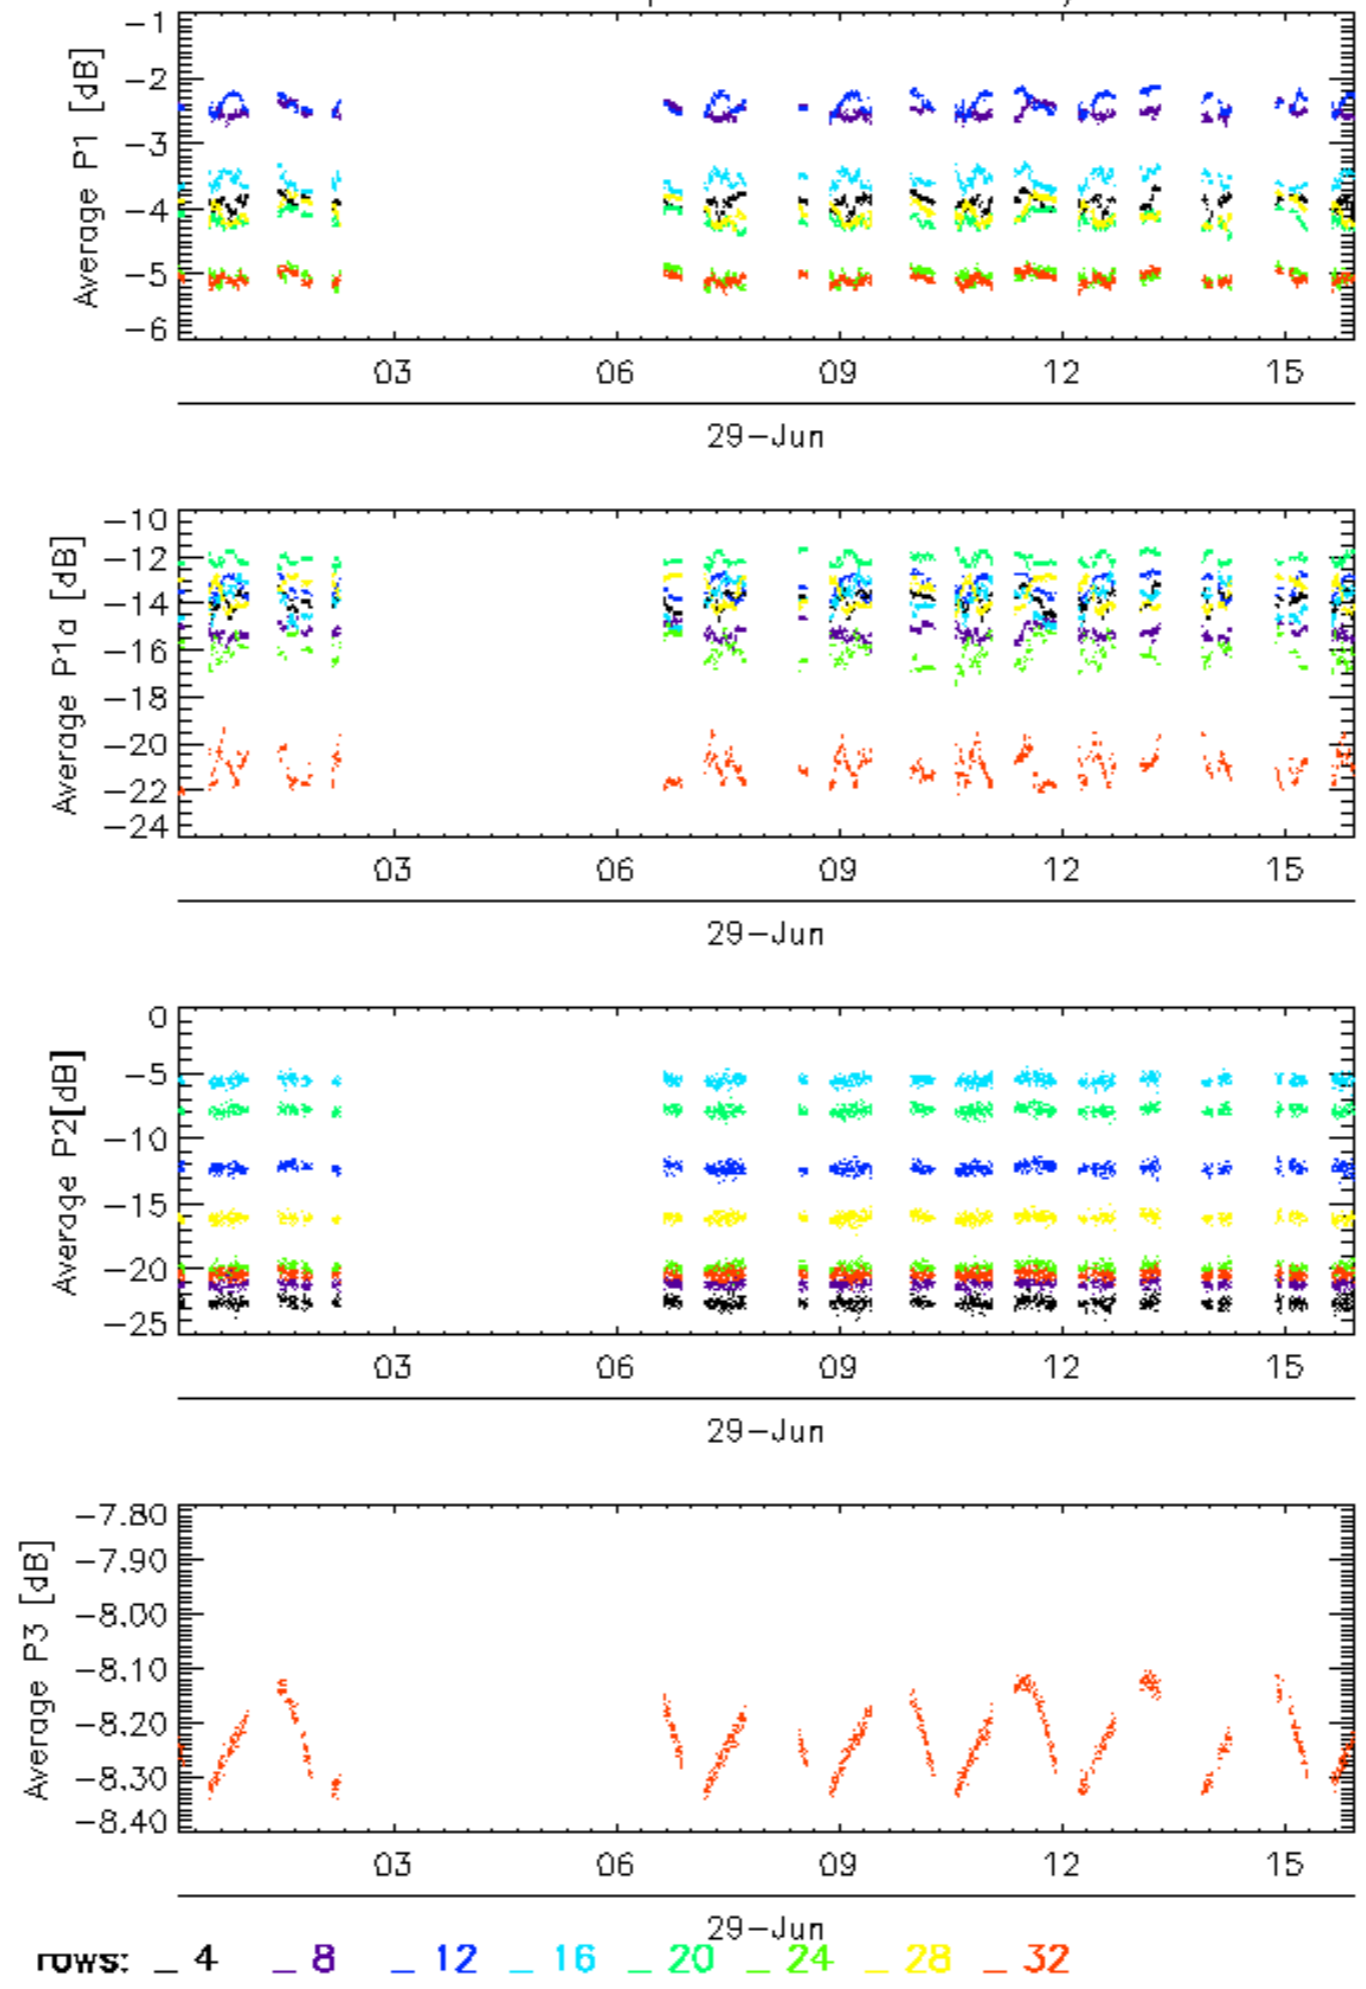 -1
-2
-3
-4
-5
-6
Average P1 [dB]
03 06 09 12 15
29-Jun
-10
-12
-14
-16
-18
-20
-22
-24
Average P1a [dB]
03 06 09 12 15
29-Jun
0
-5
-10
-15
-20
-25
Average P2[dB]
03 06 09 12 15
29-Jun
-7.80
-7.90
-8.00
-8.10
-8.20
-8.30
-8.40
Average P3 [dB]
03 06 09 12 15
29-Jun
rows: _ 4 _ 8 _ 12 _ 16 _ 20 _ 24 _ 28 _ 32